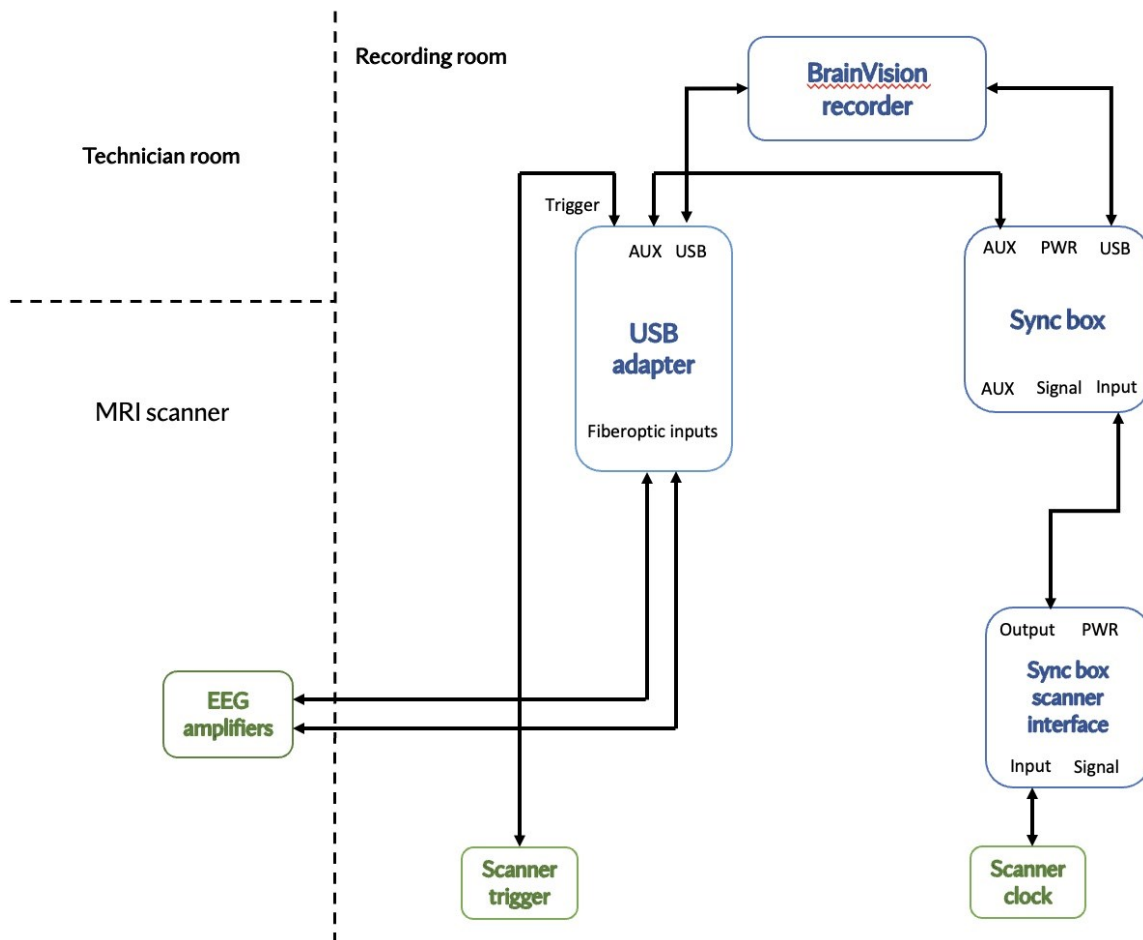 Recording room
Technician room
BrainVision
recorder
Trigger
AUX USB
USB
adapter
Fiberoptic inputs
AUX PWR USB
Sync box
AUX Signal Input
MRI scanner
EEG
amplifiers
Output PWR
Sync box
scanner
interface
Input Signal
Scanner
trigger
Scanner
clock